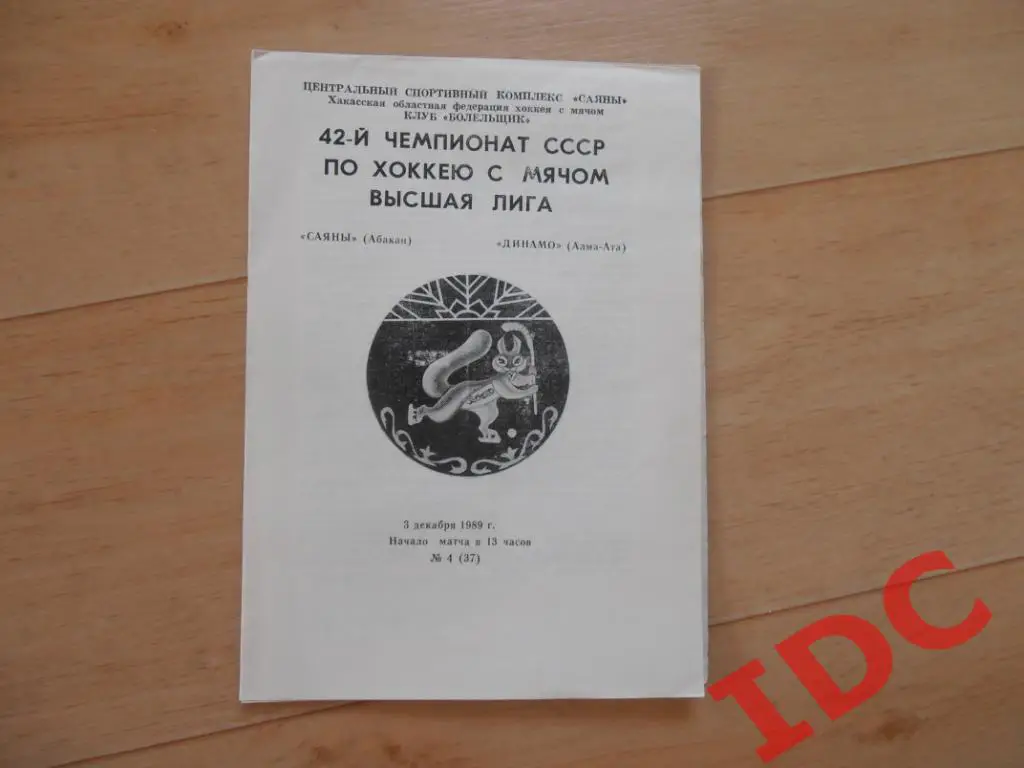 ЦЕНТРАЛЬНЫЙ СПОРТИВНЫЙ КОМПЛЕКС «САЯНЫ»
Хакасская областная федерация хоккея с мячом
КЛУБ «БОЛЕЛЬЩИК»
42-Й ЧЕМПИОНАТ СССР
ПО ХОККЕЮ С МЯЧОМ
ВЫСШАЯ ЛИГА
«САЯНЫ» (Абакан) «ДИНАМО» (Алма-Ата)
3 декабря 1989 г.
Начало матча в 13 часов
№ 4 (37)
IDC